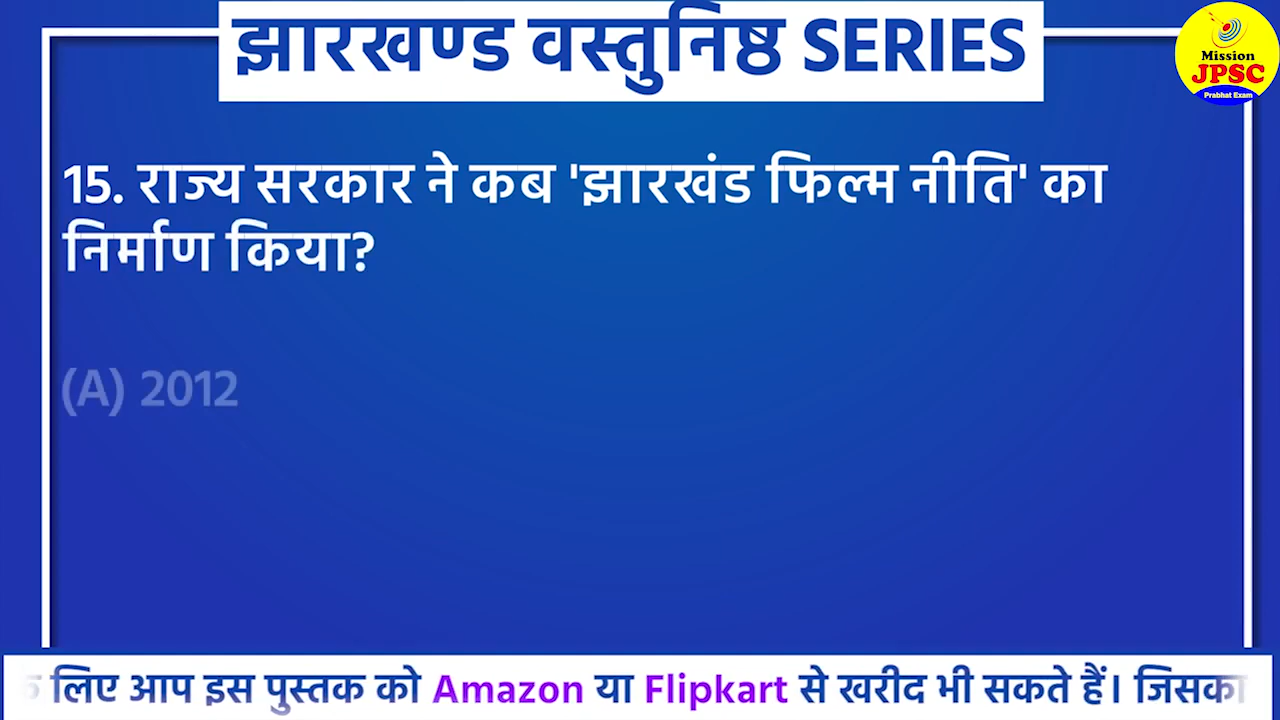 झारखण्ड वस्तुनिष्ठ SERIES
Mission
JPSC
Prabhat Exam
15. राज्य सरकार ने कब 'झारखंड फिल्म नीति' का
निर्माण किया?
(A) 2012
लिए आप इस पुस्तक को Amazon या Flipkart से खरीद भी सकते हैं। जिसका